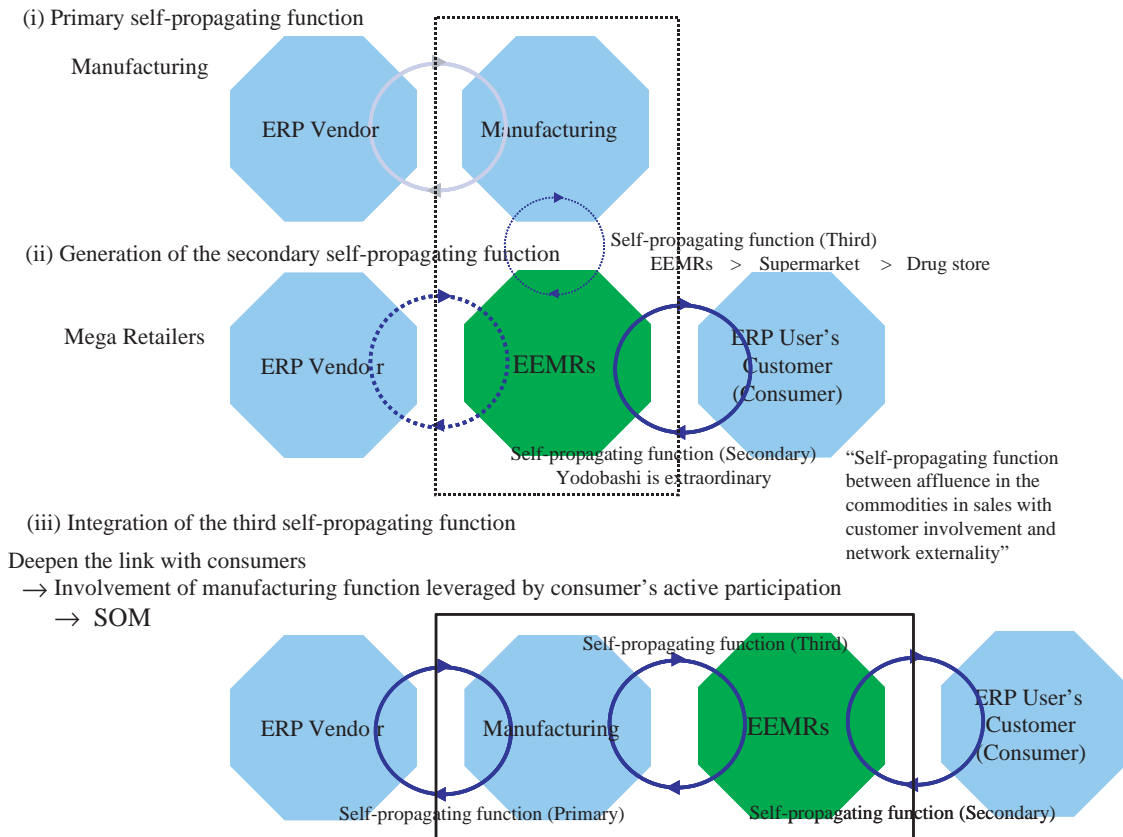 (i) Primary self-propagating function
Manufacturing
ERP Vendor
Manufacturing
Self-propagating function (Third)
EEMRs > Supermarket > Drug store
(ii) Generation of the secondary self-propagating function
Mega Retailers
ERP Vendor
EEMRs
ERP User's
Customer
(Consumer)
Self-propagating function (Secondary)
Yodobashi is extraordinary
“Self-propagating function
between affluence in the
commodities in sales with
customer involvement and
network externality”
(iii) Integration of the third self-propagating function
Deepen the link with consumers
→ Involvement of manufacturing function leveraged by consumer's active participation
→ SOM
Self-propagating function (Third)
ERP Vendor
Manufacturing
EEMRs
ERP User's
Customer
(Consumer)
Self-propagating function (Primary)
Self-propagating function (Secondary)